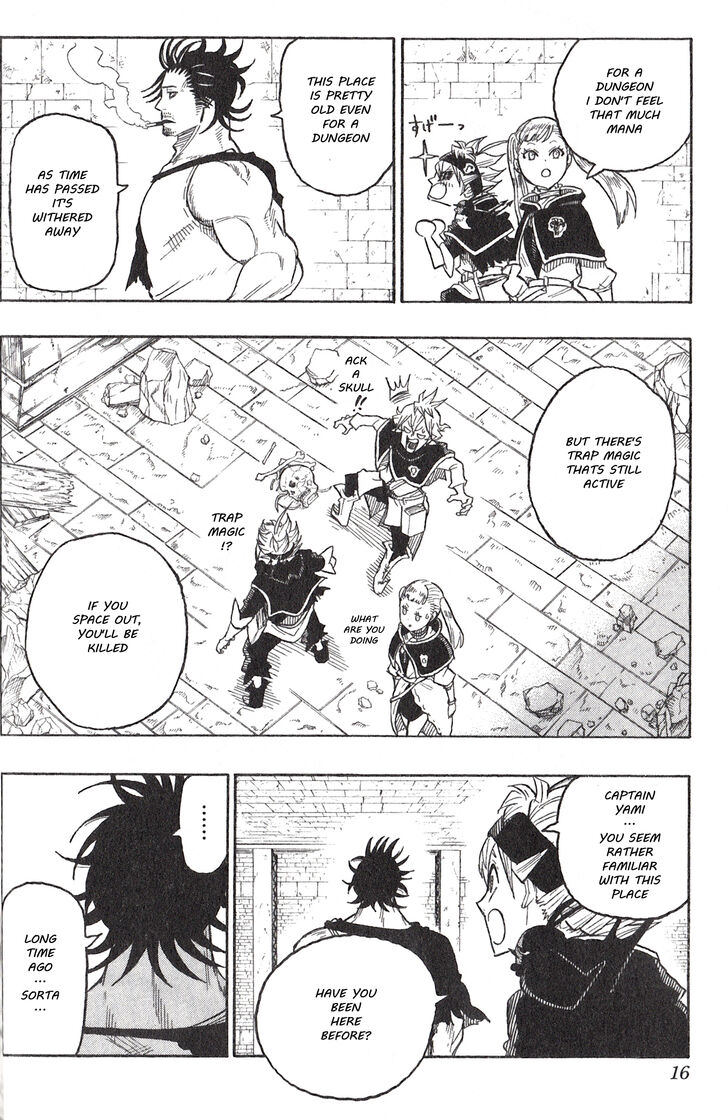 FOR A
DUNGEON
I DON'T FEEL
THAT MUCH
MANA
すげーっ
THIS PLACE
IS PRETTY
OLD EVEN
FOR A
DUNGEON
AS TIME
HAS PASSED
IT'S
WITHERED
AWAY
BUT THERE'S
TRAP MAGIC
THATS STILL
ACTIVE
ACK
A
SKULL
!!
TRAP
MAGIC
!?
WHAT
ARE YOU
DOING
IF YOU
SPACE OUT,
YOU'LL BE
KILLED
CAPTAIN
YAMI
...
YOU SEEM
RATHER
FAMILIAR
WITH THIS
PLACE
HAVE YOU
BEEN
HERE
BEFORE?
......
LONG
TIME
AGO
...
SORTA
...
16